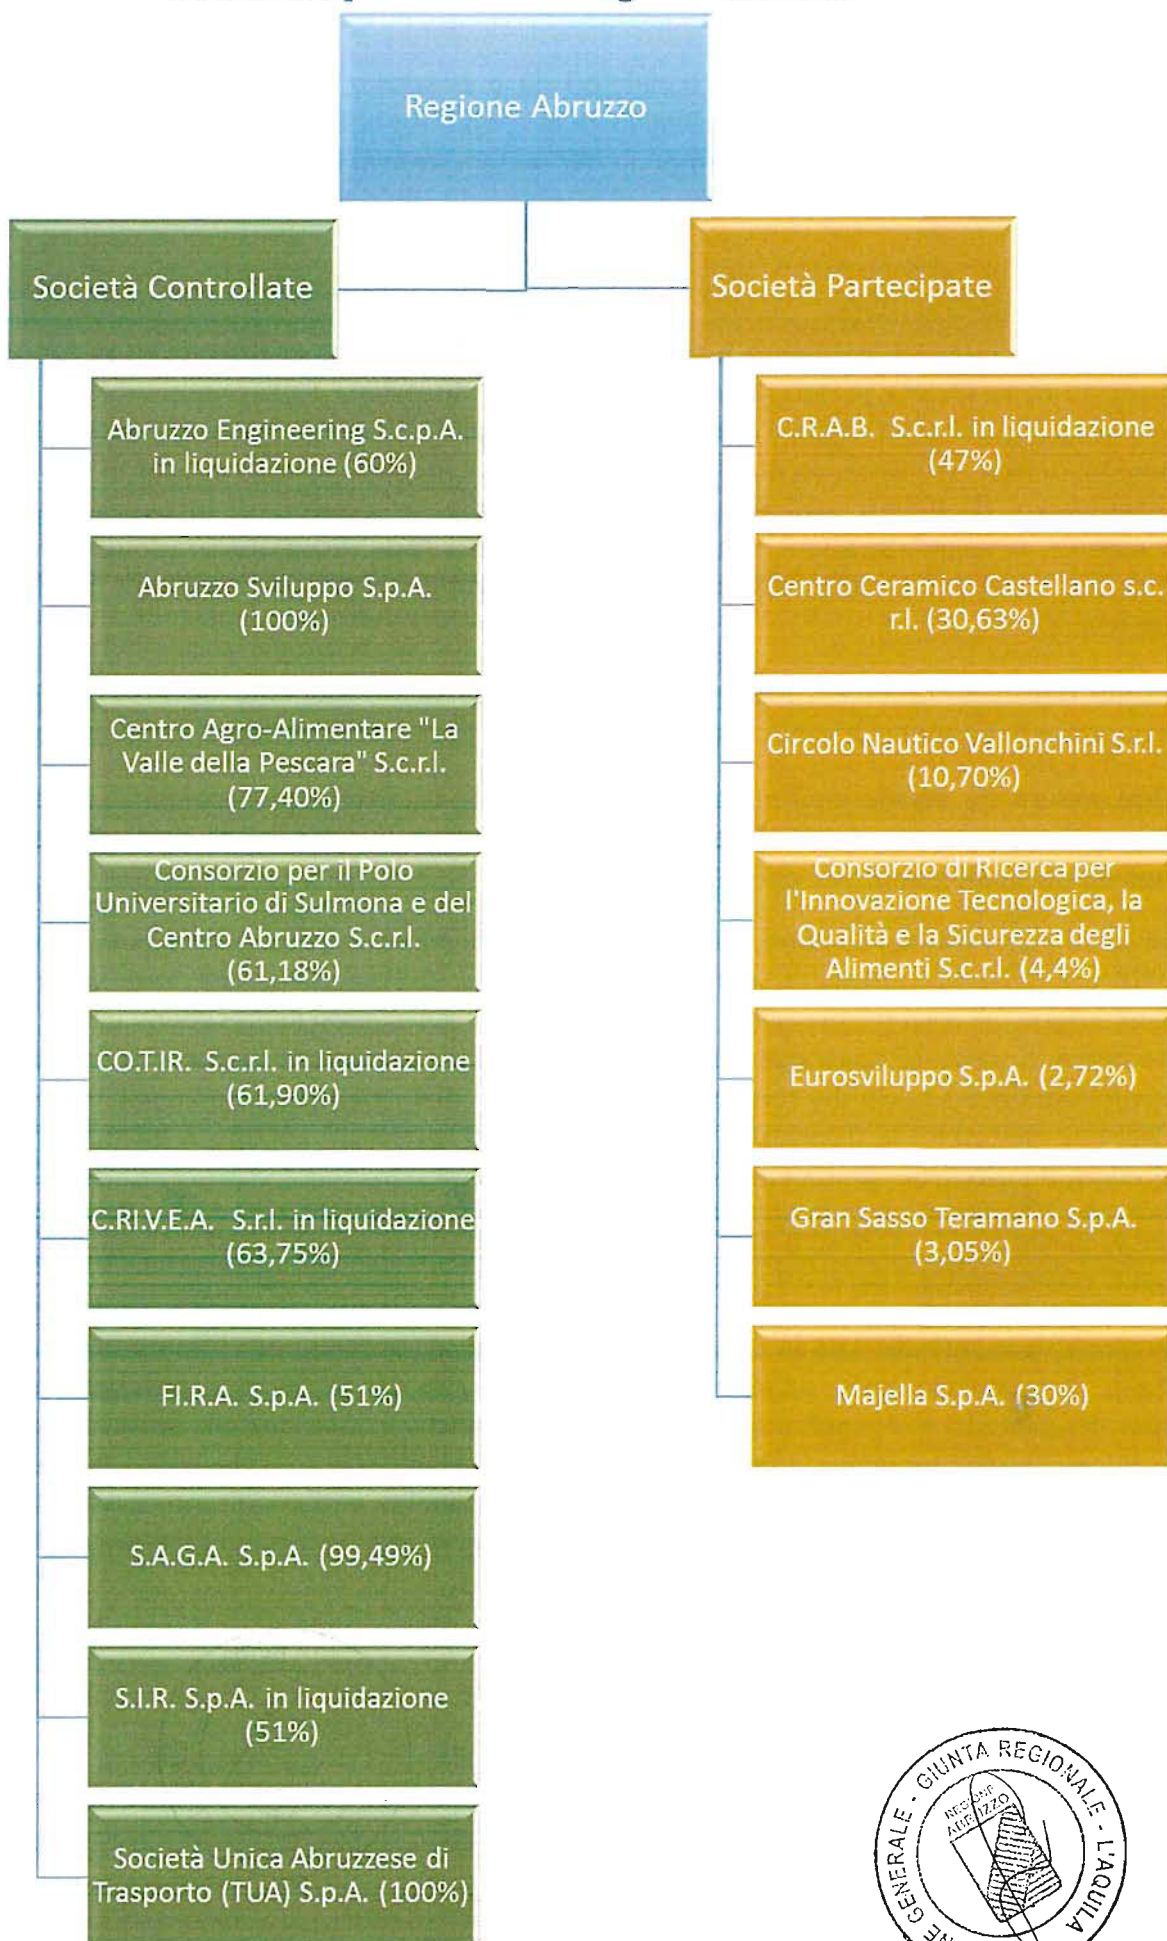 Regione Abruzzo
Società Controllate
Abruzzo Engineering S.c.p.A.
in liquidazione (60%)
Abruzzo Sviluppo S.p.A.
(100%)
Centro Agro-Alimentare "La
Valle della Pescara" S.c.r.l.
(77,40%)
Consorzio per il Polo
Universitario di Sulmona e del
Centro Abruzzo S.c.r.l.
(61,18%)
CO.T.IR. S.c.r.l. in liquidazione
(61,90%)
C.RI.V.E.A. S.r.l. in liquidazione
(63,75%)
FI.R.A. S.p.A. (51%)
S.A.G.A. S.p.A. (99,49%)
S.I.R. S.p.A. in liquidazione
(51%)
Società Unica Abruzzese di
Trasporto (TUA) S.p.A. (100%)
Società Partecipate
C.R.A.B. S.c.r.l. in liquidazione
(47%)
Centro Ceramico Castellano s.c.
r.l. (30,63%)
Circolo Nautico Vallonchini S.r.l.
(10,70%)
Consorzio di Ricerca per
l'Innovazione Tecnologica, la
Qualità e la Sicurezza degli
Alimenti S.c.r.l. (4,4%)
Eurosviluppo S.p.A. (2,72%)
Gran Sasso Teramano S.p.A.
(3,05%)
Majella S.p.A. (30%)
NE GENERALE - GIUNTA REGIONALE - L'AQUILA
REGIONE
ABRUZZO